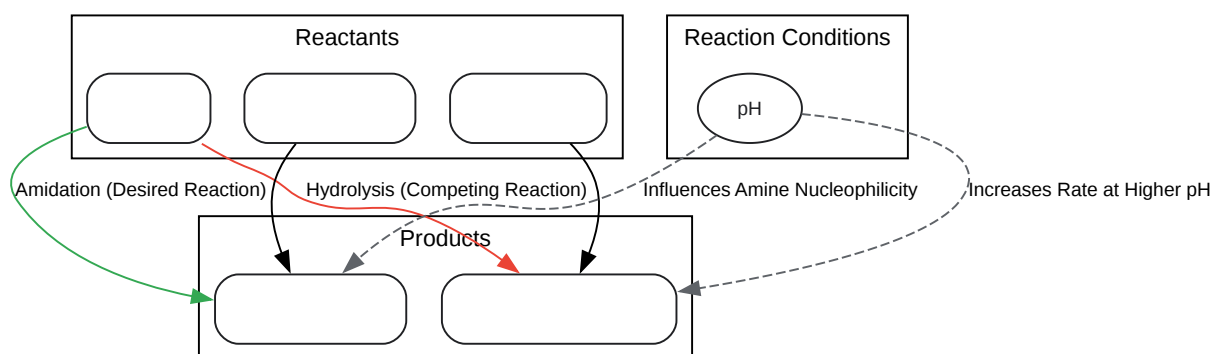 Reactants
Reaction Conditions
pH
Amidation (Desired Reaction)
Hydrolysis (Competing Reaction)
Influences Amine Nucleophilicity
Increases Rate at Higher pH
Products